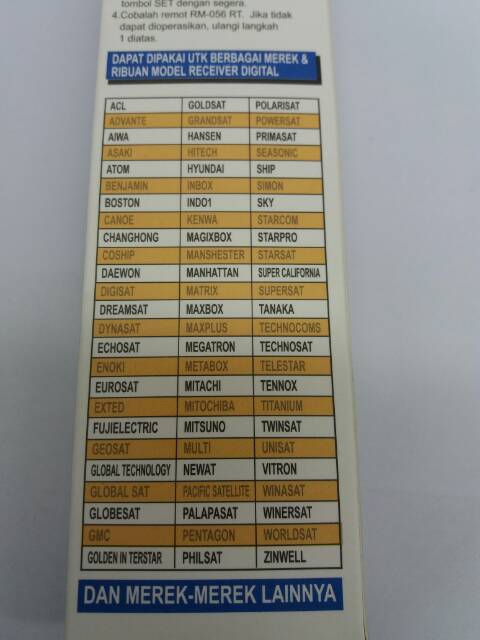 tombol SET dengan segera.
4.Cobalah remot RM-056 RT. Jika tidak
dapat dioperasikan, ulangi langkah
1 diatas.
DAPAT DIPAKAI UTK BERBAGAI MEREK &
RIBUAN MODEL RECEIVER DIGITAL
ACL GOLDSAT POLARISAT
ADVANTE GRANDSAT POWERSAT
AIWA HANSEN PRIMASAT
ASAKI HITECH SEASONIC
ATOM HYUNDAI SHIP
BENJAMIN INBOX SIMON
BOSTON INDO1 SKY
CANOE KENWA STARCOM
CHANGHONG MAGIXBOX STARPRO
COSHIP MANSHESTER STARSAT
DAEWON MANHATTAN SUPER CALIFORNIA
DIGISAT MATRIX SUPERSAT
DREAMSAT MAXBOX TANAKA
DYNASAT MAXPLUS TECHNOCOMS
ECHOSAT MEGATRON TECHNOSAT
ENOKI METABOX TELESTAR
EUROSAT MITACHI TENNOX
EXTED MITOCHIBA TITANIUM
FUJIELECTRIC MITSUNO TWINSAT
GEOSAT MULTI UNISAT
GLOBAL TECHNOLOGY NEWAT VITRON
GLOBAL SAT PACIFIC SATELLITE WINASAT
GLOBESAT PALAPASAT WINERSAT
GMC PENTAGON WORLDSAT
GOLDEN IN TERSTAR PHILSAT ZINWELL
DAN MEREK-MEREK LAINNYA